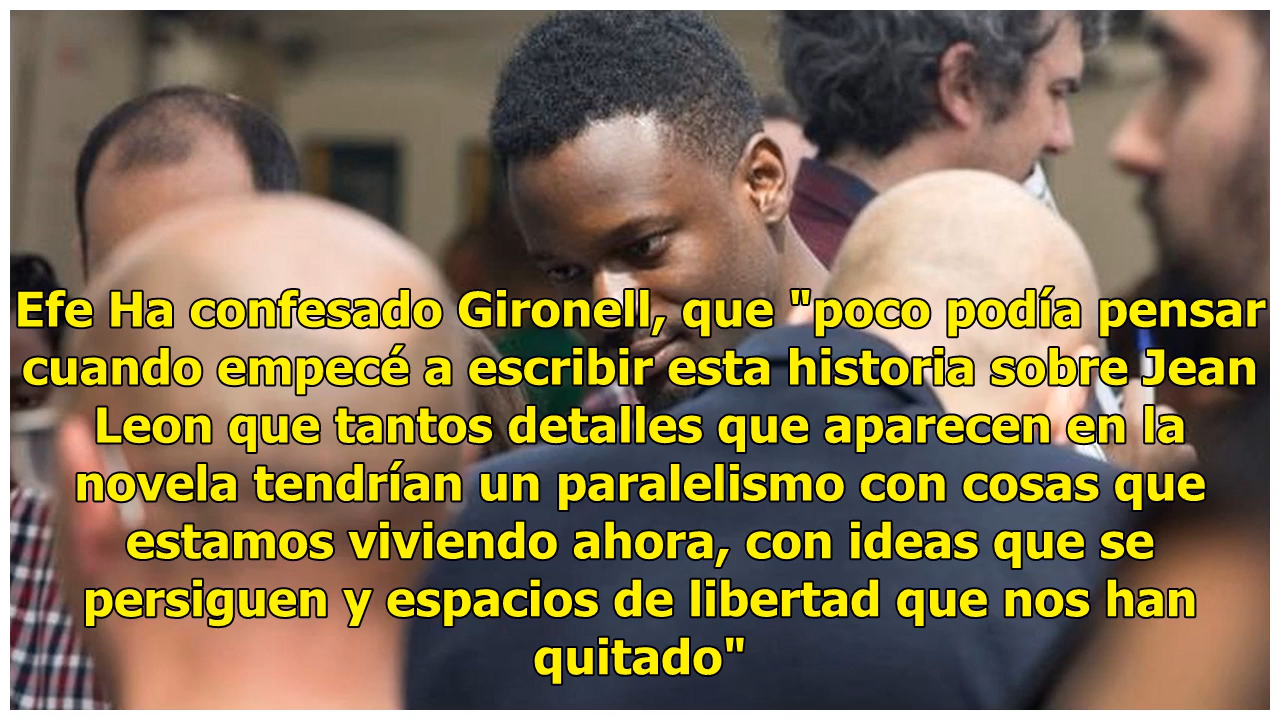 Efe Ha confesado Gironell, que "poco podía pensar
cuando empecé a escribir esta historia sobre Jean
Leon que tantos detalles que aparecen en la
novela tendrían un paralelismo con cosas que
estamos viviendo ahora, con ideas que se
persiguen y espacios de libertad que nos han
quitado"